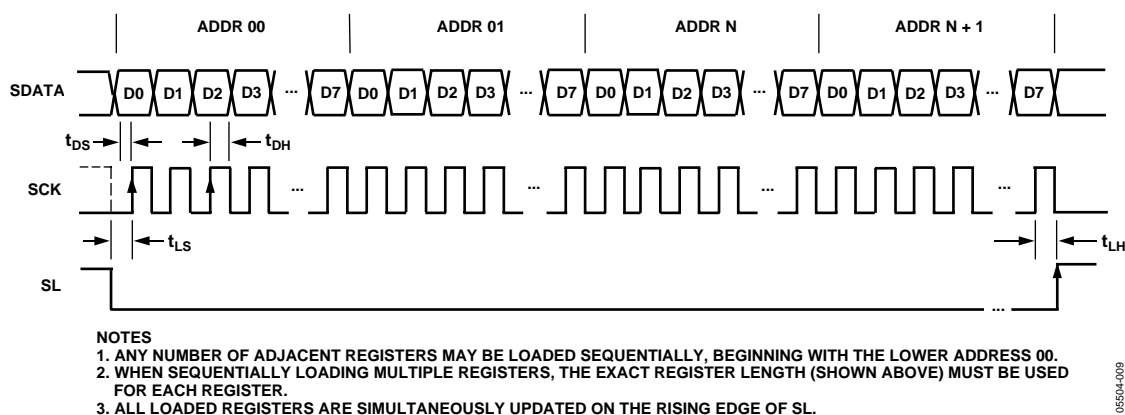 ADDR 00 ADDR 01 ADDR N ADDR N + 1
SDATA D0 D1 D2 D3 ... D7 D0 D1 D2 D3 ... D7 D0 D1 D2 D3 ... D7 D0 D1 D2 D3 ... D7
tDS tDH
SCK ... ... ... ...
tLS tLH
SL ...
NOTES
1. ANY NUMBER OF ADJACENT REGISTERS MAY BE LOADED SEQUENTIALLY, BEGINNING WITH THE LOWER ADDRESS 00.
2. WHEN SEQUENTIALLY LOADING MULTIPLE REGISTERS, THE EXACT REGISTER LENGTH (SHOWN ABOVE) MUST BE USED
FOR EACH REGISTER.
3. ALL LOADED REGISTERS ARE SIMULTANEOUSLY UPDATED ON THE RISING EDGE OF SL.
05504-009